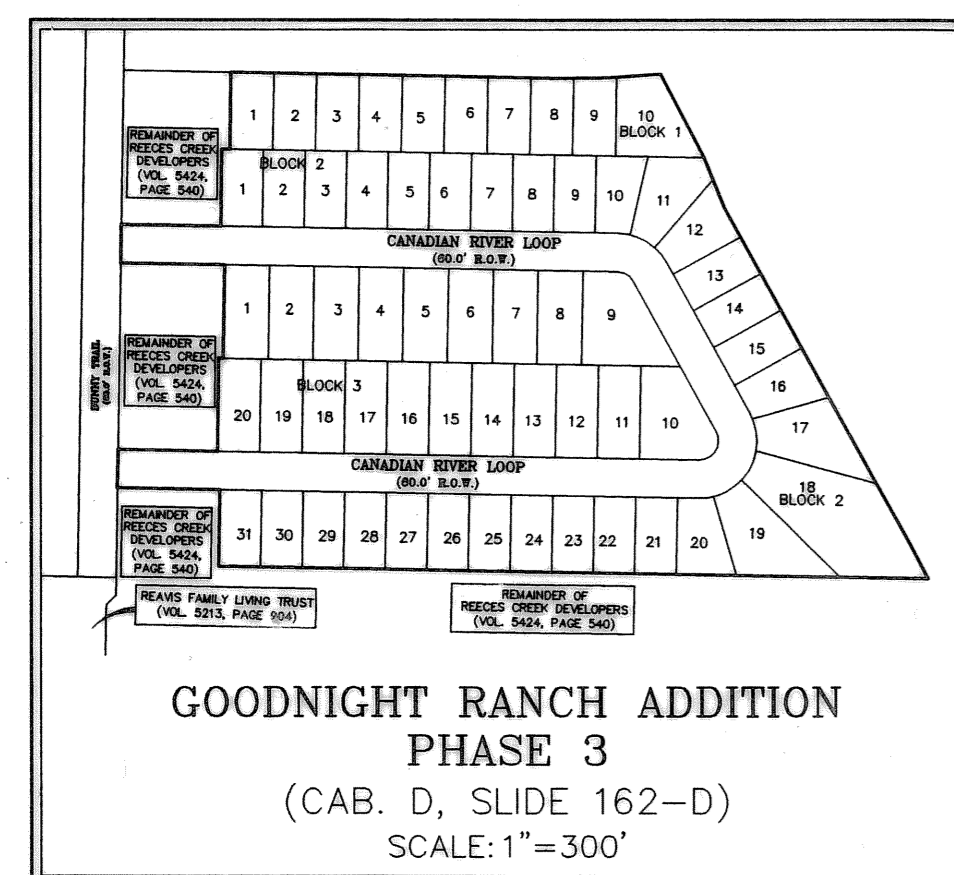 1 2 3 4 5 6 7 8 9 10
BLOCK 1
REMAINDER OF
REECES CREEK
DEVELOPERS
(VOL. 5424,
PAGE 540)
BLOCK 2
1 2 3 4 5 6 7 8 9 10 11
12
13
14
15
16
17
18
BLOCK 2
19
CANADIAN RIVER LOOP
(60.0' R.O.W.)
1 2 3 4 5 6 7 8 9
REMAINDER OF
REECES CREEK
DEVELOPERS
(VOL. 5424,
PAGE 540)
BUNNY TRAIL
(60.0' R.O.W.)
BLOCK 3
20 19 18 17 16 15 14 13 12 11 10
CANADIAN RIVER LOOP
(60.0' R.O.W.)
REMAINDER OF
REECES CREEK
DEVELOPERS
(VOL. 5424,
PAGE 540)
31 30 29 28 27 26 25 24 23 22 21 20
REAVIS FAMILY LIVING TRUST
(VOL. 5213, PAGE 904)
REMAINDER OF
REECES CREEK DEVELOPERS
(VOL. 5424, PAGE 540)
GOODNIGHT RANCH ADDITION
PHASE 3
(CAB. D, SLIDE 162-D)
SCALE: 1"=300'